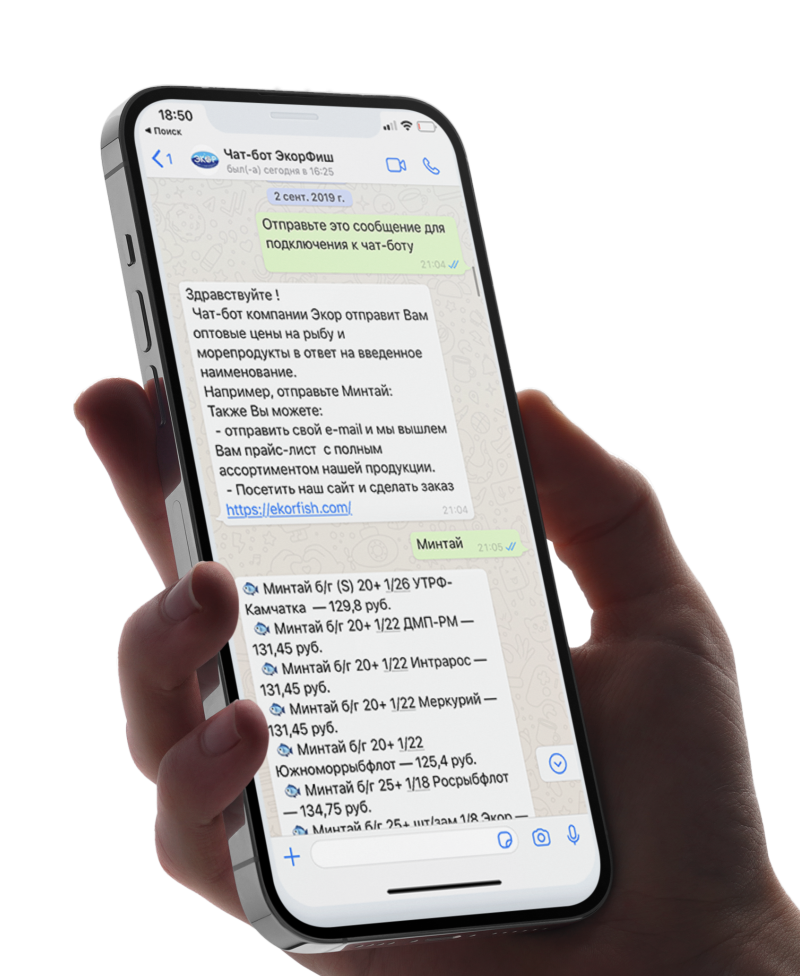 18:50
Поиск
1
ЭКОР
Чат-бот ЭкорФиш
был(-а) сегодня в 16:25
2 сент. 2019 г.
Отправьте это сообщение для
подключения к чат-боту
21:04
Здравствуйте !
Чат-бот компании Экор отправит Вам
оптовые цены на рыбу и
морепродукты в ответ на введенное
наименование.
Например, отправьте Минтай:
Также Вы можете:
- отправить свой e-mail и мы вышлем
Вам прайс-лист с полным
ассортиментом нашей продукции.
- Посетить наш сайт и сделать заказ
https://ekorfish.com/
21:04
Минтай
21:05
Минтай б/г (S) 20+ 1/26 УТРФ-
Камчатка — 129,8 руб.
Минтай б/г 20+ 1/22 ДМП-РМ —
131,45 руб.
Минтай б/г 20+ 1/22 Интрарос —
131,45 руб.
Минтай б/г 20+ 1/22 Меркурий —
131,45 руб.
Минтай б/г 20+ 1/22
Южноморрыбфлот — 125,4 руб.
Минтай б/г 25+ 1/18 Росрыбфлот
— 134,75 руб.
Минтай б/г 25+ шт/зам 1/8 Экор —